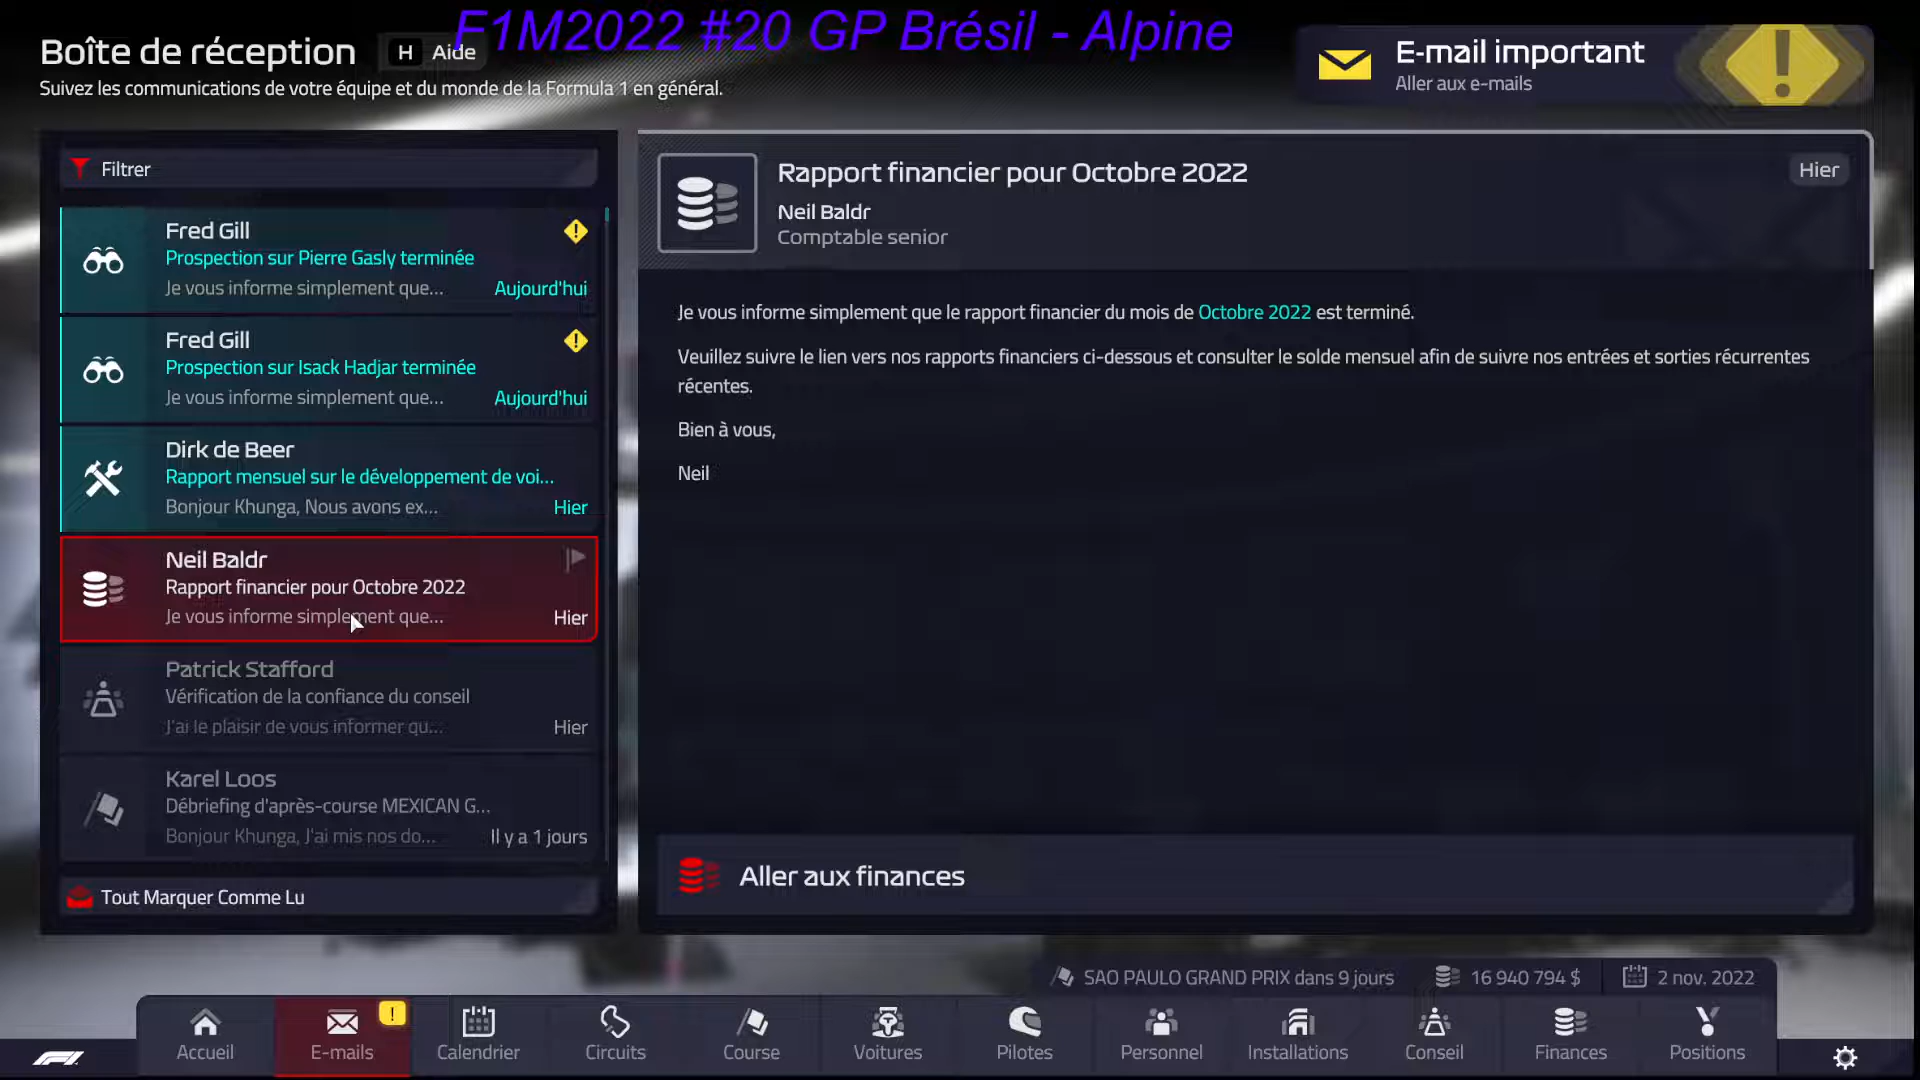 F1M2022 #20 GP Brésil - Alpine
Boîte de réception
H Aide
Suivez les communications de votre équipe et du monde de la Formula 1 en général.
E-mail important
Aller aux e-mails
Filtrer
Fred Gill
Prospection sur Pierre Gasly terminée
Je vous informe simplement que...
Aujourd'hui
Fred Gill
Prospection sur Isack Hadjar terminée
Je vous informe simplement que...
Aujourd'hui
Dirk de Beer
Rapport mensuel sur le développement de voi...
Bonjour Khunga, Nous avons ex...
Hier
Neil Baldr
Rapport financier pour Octobre 2022
Je vous informe simplement que...
Hier
Patrick Stafford
Vérification de la confiance du conseil
J'ai le plaisir de vous informer qu...
Hier
Karel Loos
Débriefing d'après-course MEXICAN G...
Bonjour Khunga, J'ai mis nos do...
Il y a 1 jours
Tout Marquer Comme Lu
Rapport financier pour Octobre 2022
Hier
Neil Baldr
Comptable senior
Je vous informe simplement que le rapport financier du mois de Octobre 2022 est terminé.
Veuillez suivre le lien vers nos rapports financiers ci-dessous et consulter le solde mensuel afin de suivre nos entrées et sorties récurrentes
récentes.
Bien à vous,
Neil
Aller aux finances
SAO PAULO GRAND PRIX dans 9 jours
16 940 794 $
2 nov. 2022
Accueil
E-mails
Calendrier
Circuits
Course
Voitures
Pilotes
Personnel
Installations
Conseil
Finances
Positions